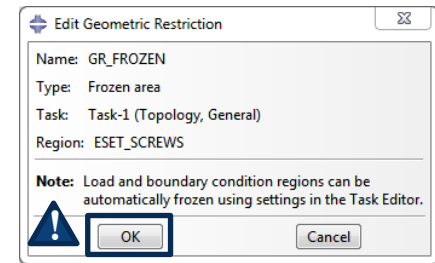 Edit Geometric Restriction
Name: GR_FROZEN
Type: Frozen area
Task: Task-1 (Topology, General)
Region: ESET_SCREWS
Note: Load and boundary condition regions can be
automatically frozen using settings in the Task Editor.
OK Cancel